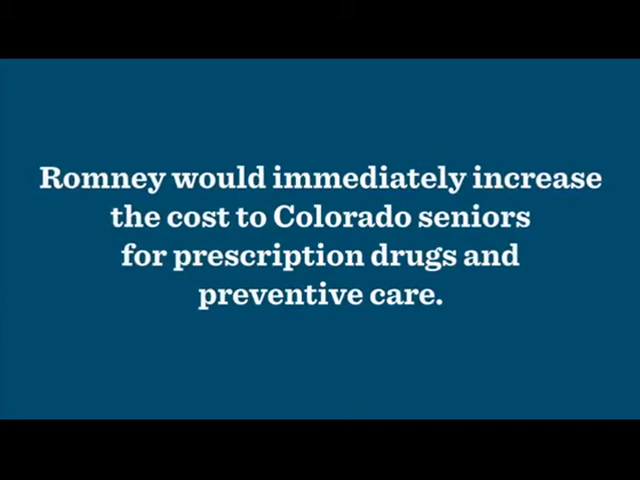 Romney would immediately increase
the cost to Colorado seniors
for prescription drugs and
preventive care.